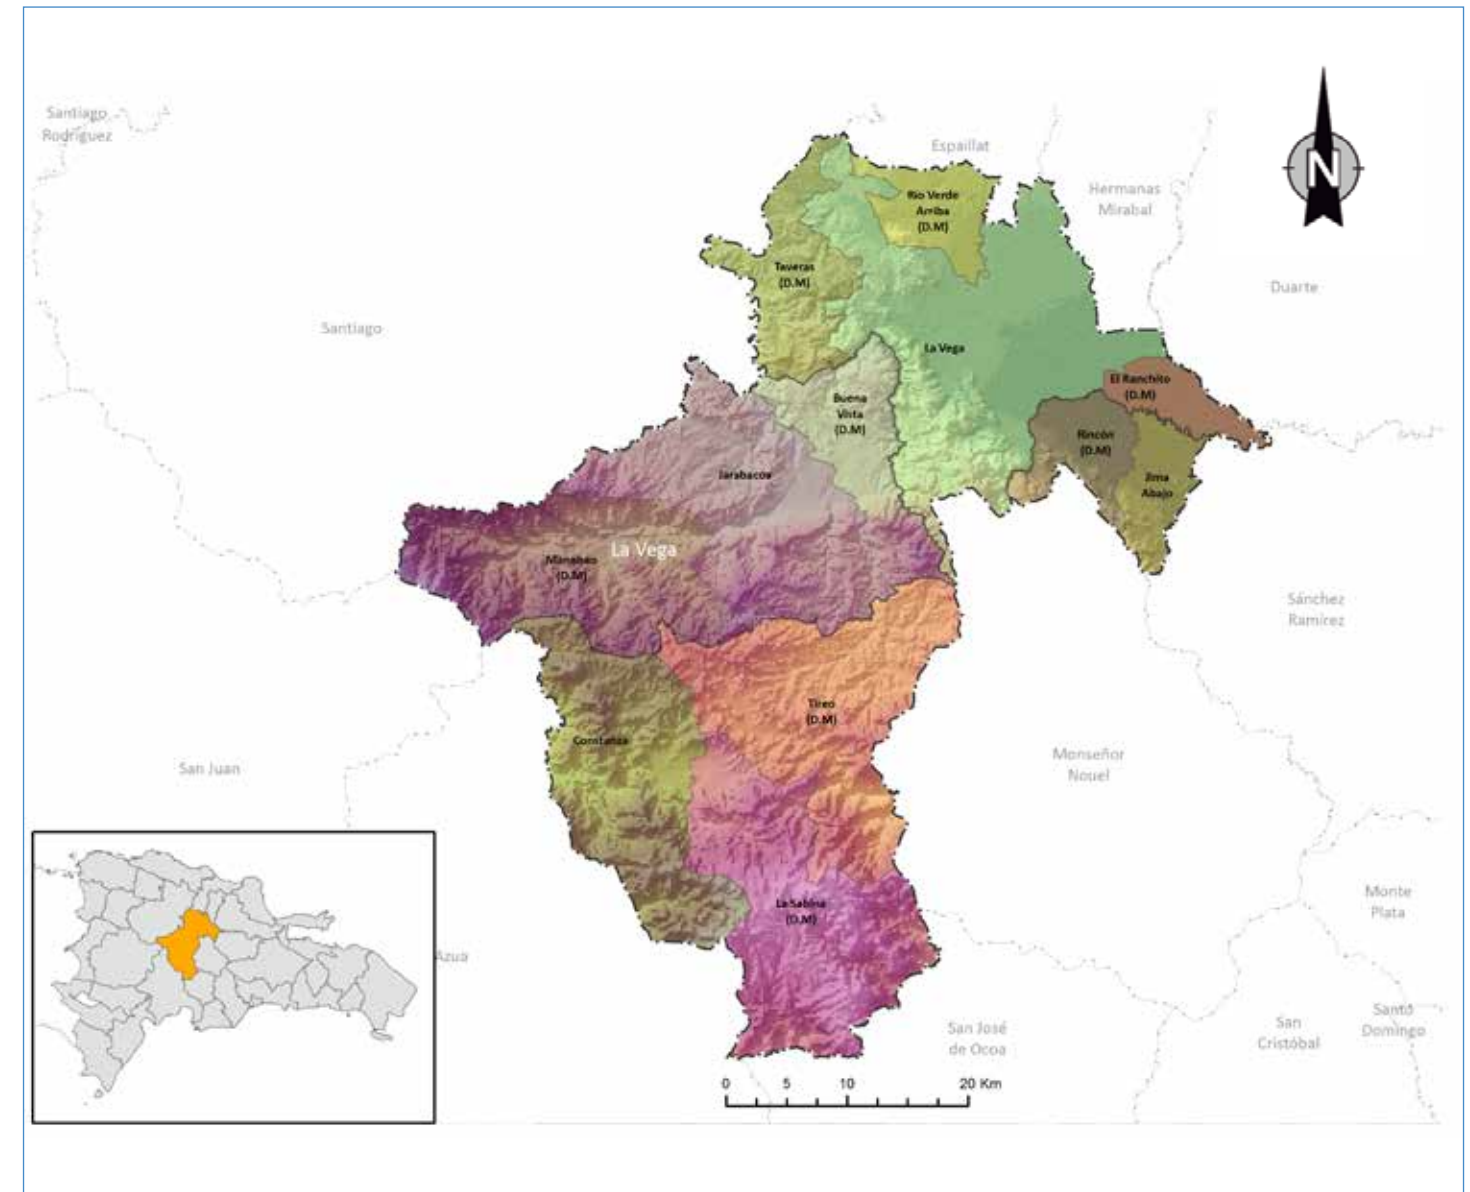 Santiago
Rodríguez
Espaillat
Hermanas
Mirabal
N
Río Verde
Arriba
(D.M)
Taveras
(D.M)
Duarte
Santiago
La Vega
El Ranchito
(D.M)
Buena
Vista
(D.M)
Rincón
(D.M)
Jarabacoa
Jima
Abajo
La Vega
Manabao
(D.M)
Sánchez
Ramírez
Tireo
(D.M)
Constanza
San Juan
Monseñor
Nouel
Monte
Plata
La Sabina
(D.M)
Azua
San José
de Ocoa
San
Cristóbal
Santo
Domingo
0 5 10 20 Km